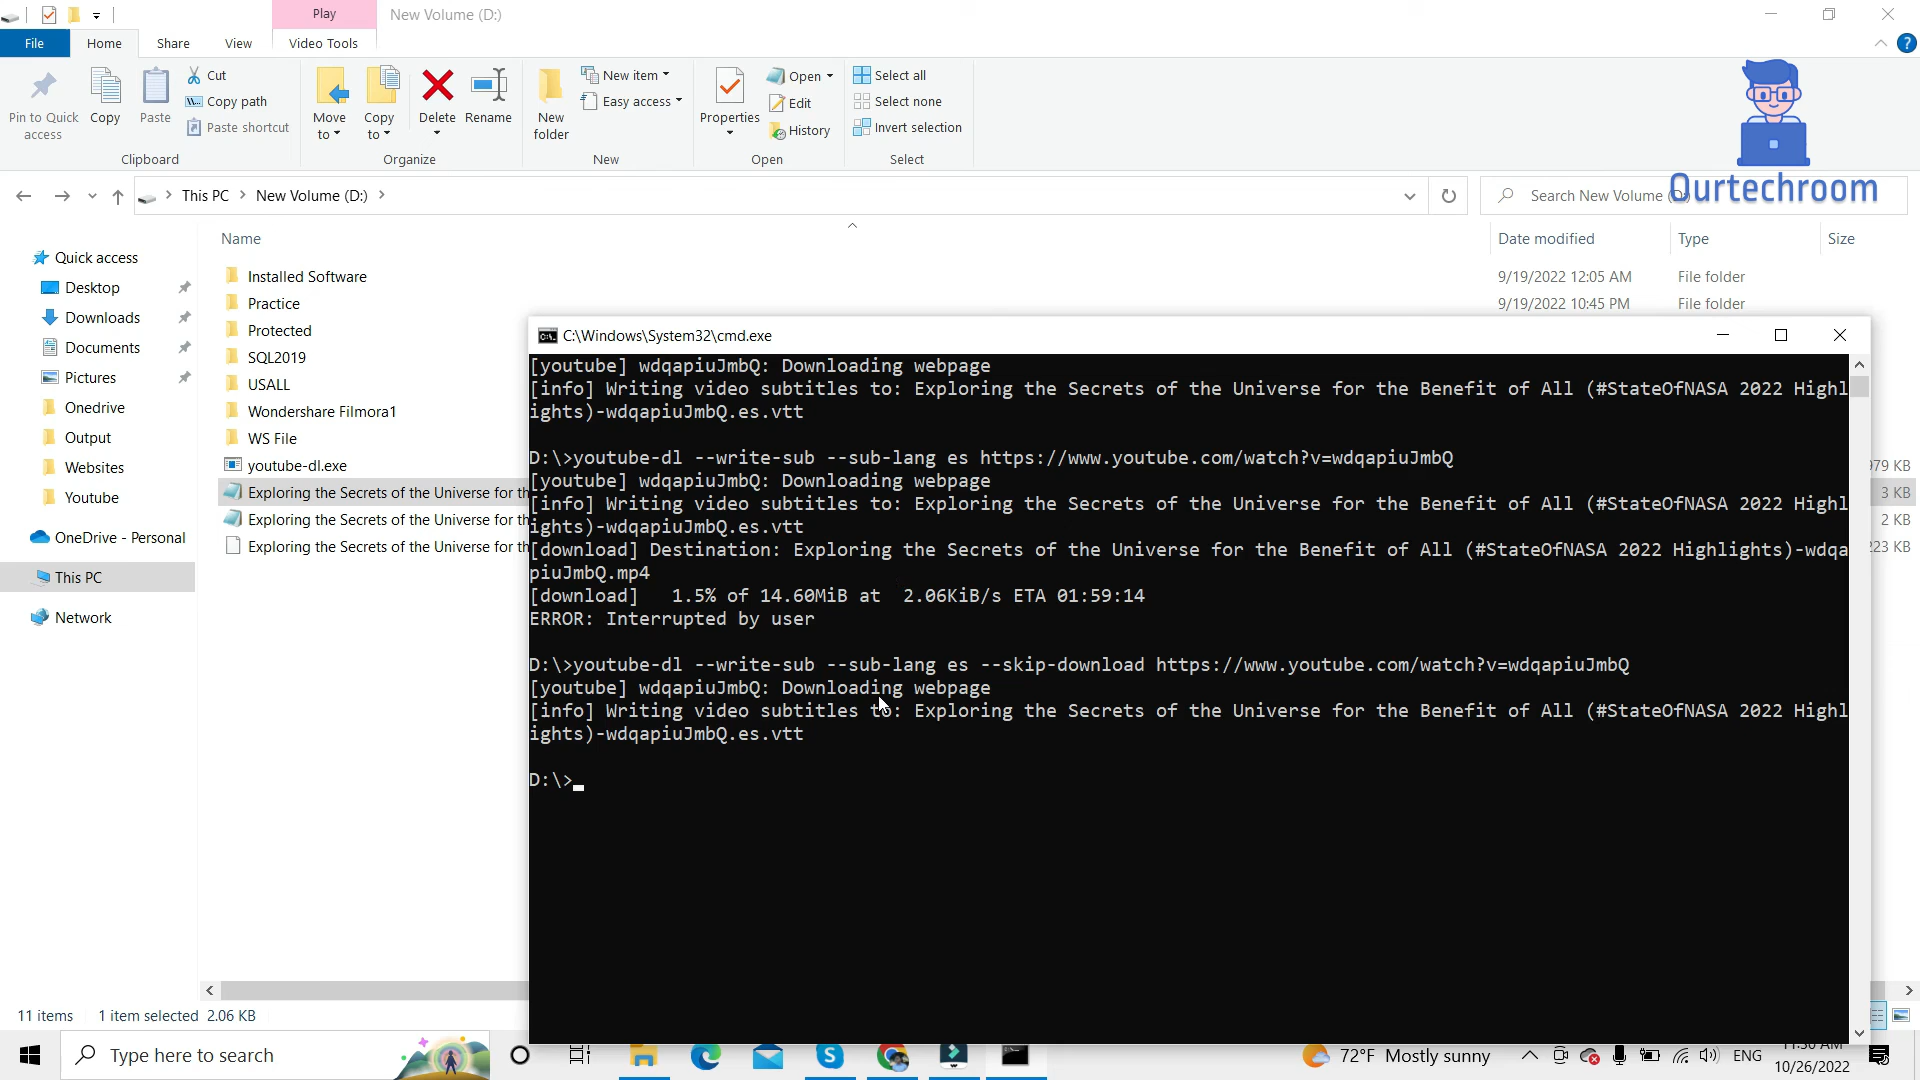 Play
New Volume (D:)
File
Home
Share
View
Video Tools
Pin to Quick
access
Copy
Paste
Cut
Copy path
Paste shortcut
Clipboard
Move
to
Copy
to
Delete
Rename
Organize
New
folder
New item
Easy access
New
Properties
Open
Edit
History
Open
Select all
Select none
Invert selection
Select
Ourtechroom
This PC
New Volume (D:)
Search New Volume (D:)
Name
Date modified
Type
Size
Quick access
Desktop
Downloads
Documents
Pictures
Onedrive
Output
Websites
Youtube
OneDrive - Personal
This PC
Network
Installed Software
9/19/2022 12:05 AM
File folder
Practice
9/19/2022 10:45 PM
File folder
Protected
SQL2019
USALL
Wondershare Filmora1
WS File
youtube-dl.exe
979 KB
Exploring the Secrets of the Universe for th
3 KB
Exploring the Secrets of the Universe for th
2 KB
Exploring the Secrets of the Universe for th
223 KB
C:\Windows\System32\cmd.exe
[youtube] wdqapiuJmbQ: Downloading webpage
[info] Writing video subtitles to: Exploring the Secrets of the Universe for the Benefit of All (#StateOfNASA 2022 Highl
ights)-wdqapiuJmbQ.es.vtt
D:\>youtube-dl --write-sub --sub-lang es https://www.youtube.com/watch?v=wdqapiuJmbQ
[youtube] wdqapiuJmbQ: Downloading webpage
[info] Writing video subtitles to: Exploring the Secrets of the Universe for the Benefit of All (#StateOfNASA 2022 Highl
ights)-wdqapiuJmbQ.es.vtt
[download] Destination: Exploring the Secrets of the Universe for the Benefit of All (#StateOfNASA 2022 Highlights)-wdqa
piuJmbQ.mp4
[download]   1.5% of 14.60MiB at  2.06KiB/s ETA 01:59:14
ERROR: Interrupted by user
D:\>youtube-dl --write-sub --sub-lang es --skip-download https://www.youtube.com/watch?v=wdqapiuJmbQ
[youtube] wdqapiuJmbQ: Downloading webpage
[info] Writing video subtitles to: Exploring the Secrets of the Universe for the Benefit of All (#StateOfNASA 2022 Highl
ights)-wdqapiuJmbQ.es.vtt
D:\>
11 items
1 item selected 2.06 KB
Type here to search
72°F Mostly sunny
ENG
11:30 AM
10/26/2022